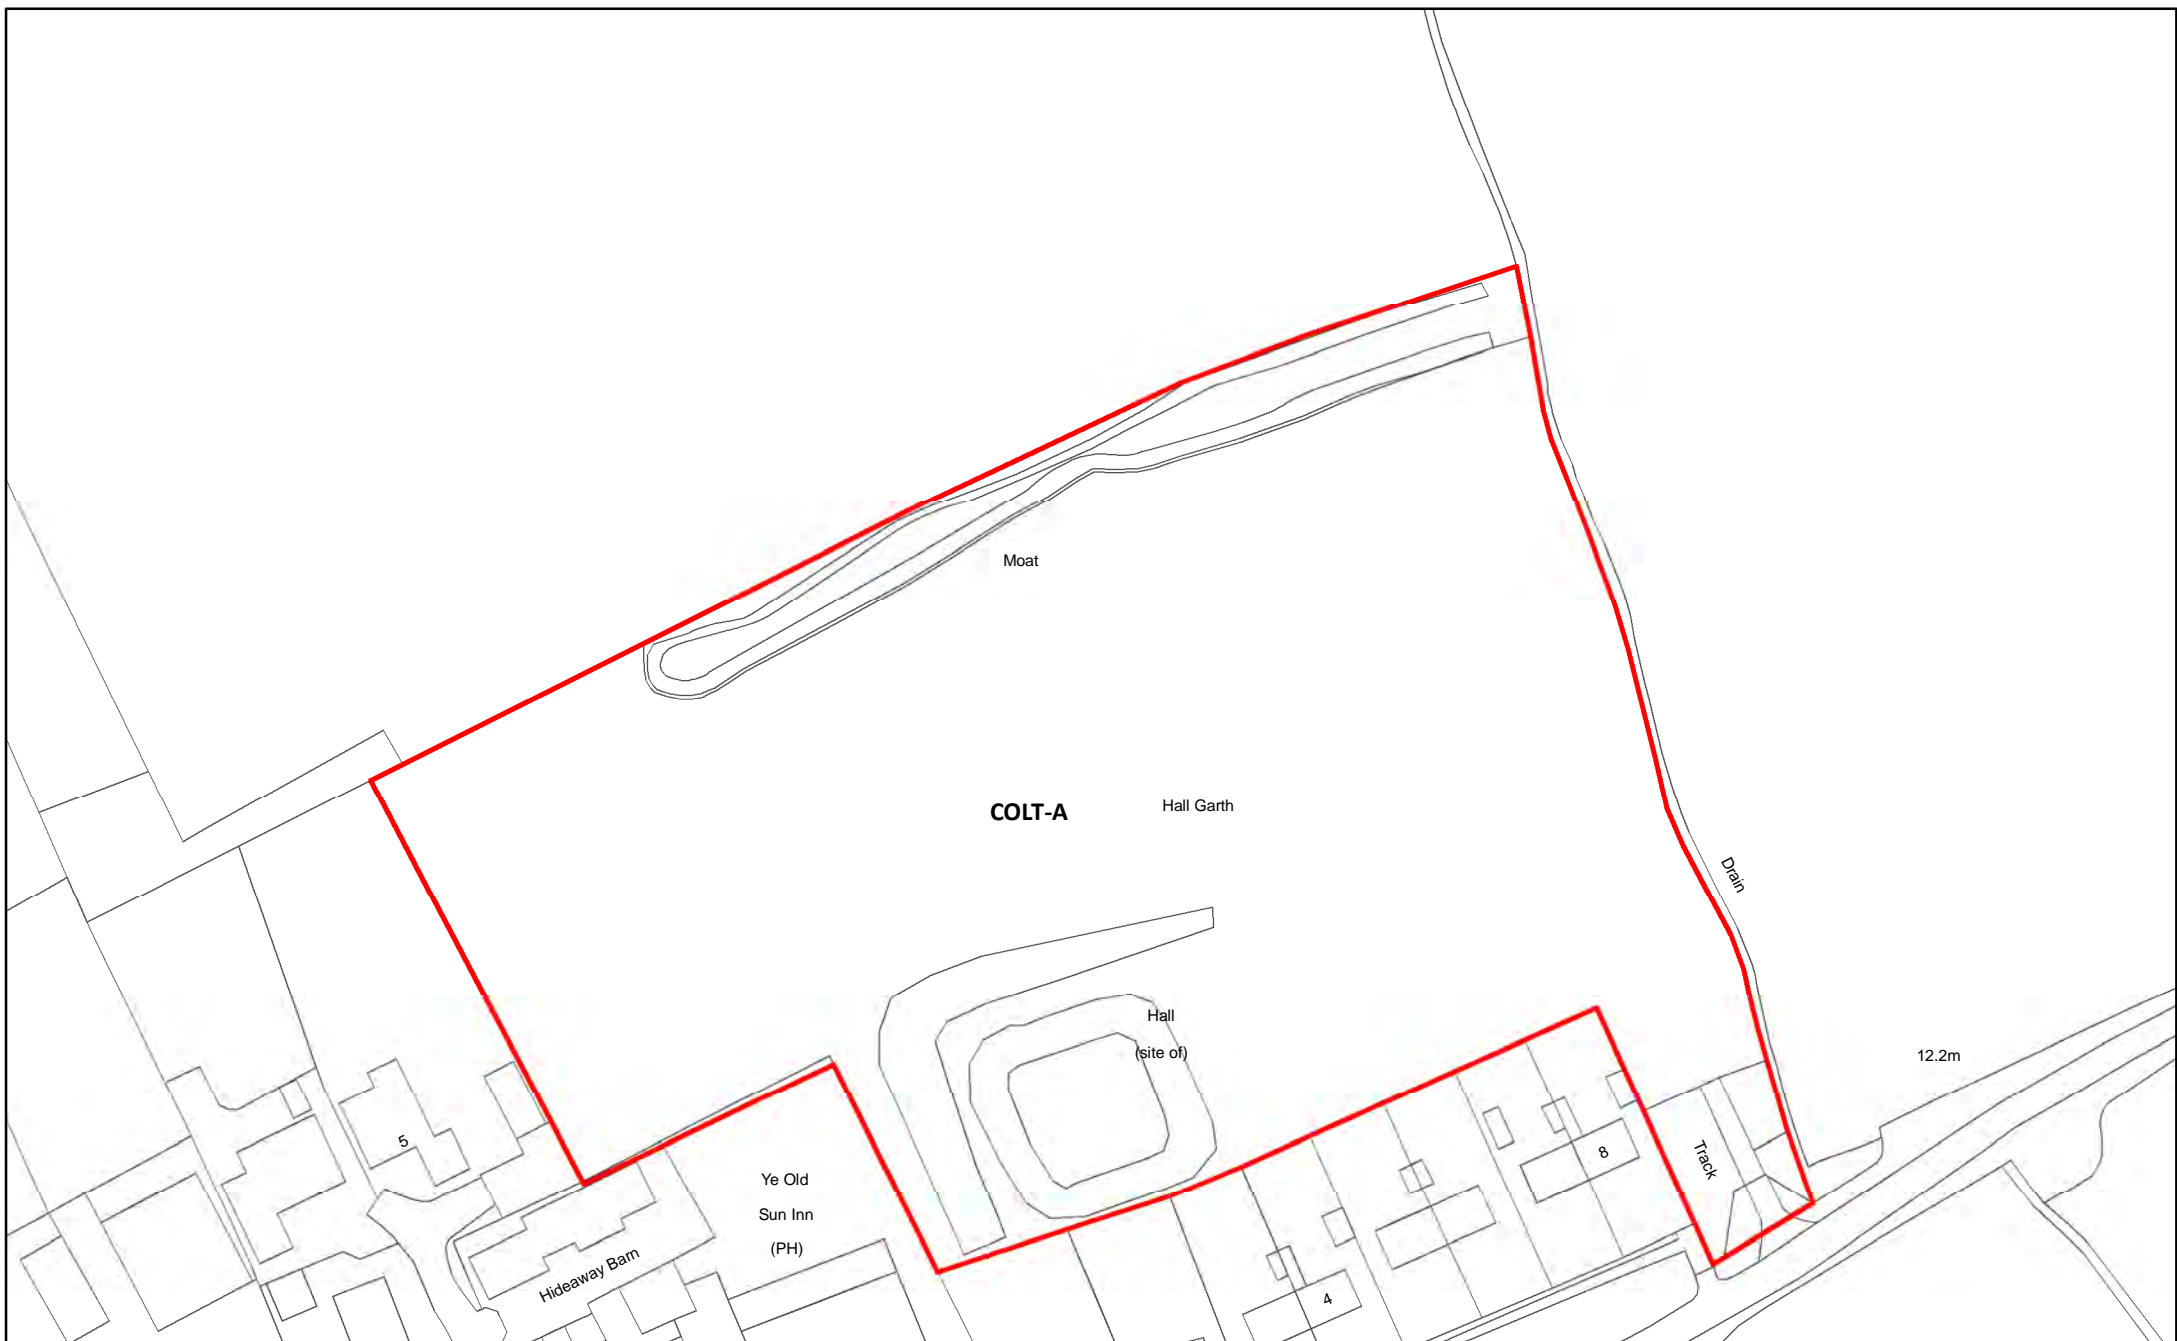 Moat
COLT-A
Hall Garth
Drain
Hall
(site of)
12.2m
5
8
Track
Ye Old
Sun Inn
(PH)
Hideaway Barn
4